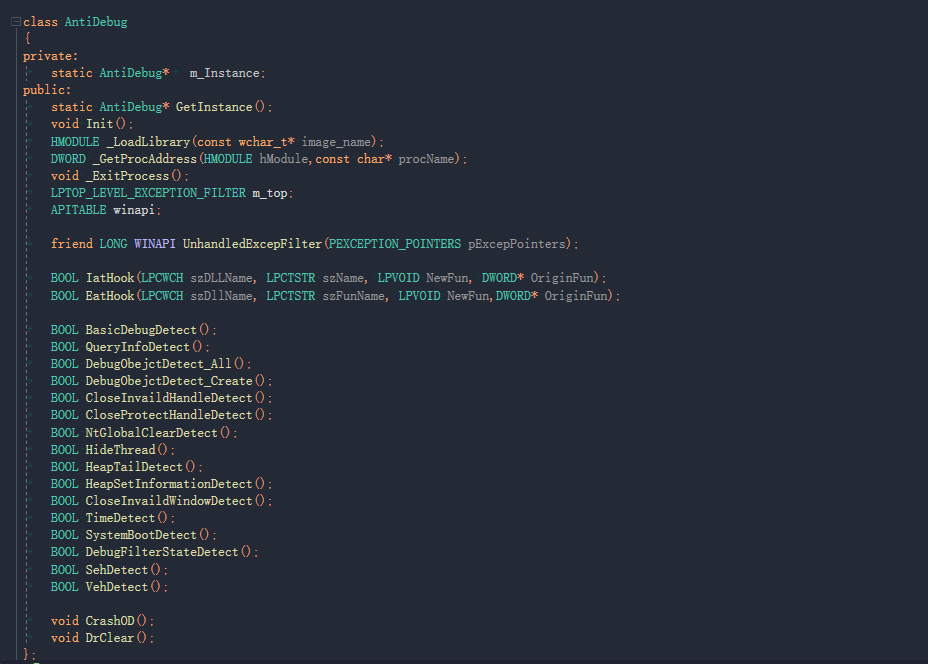 class AntiDebug
{
private:
static AntiDebug* m_Instance;
public:
static AntiDebug* GetInstance();
void Init();
HMODULE _LoadLibrary(const wchar_t* image_name);
DWORD _GetProcAddress(HMODULE hModule,const char* procName);
void _ExitProcess();
LPTOP_LEVEL_EXCEPTION_FILTER m_top;
APITABLE winapi;
friend LONG WINAPI UnhandledExcepFilter(PEXCEPTION_POINTERS pExcepPointers);
BOOL IatHook(LPCWCH szDLLName, LPCTSTR szName, LPVOID NewFun, DWORD* OriginFun);
BOOL EatHook(LPCWCH szDllName, LPCTSTR szFunName, LPVOID NewFun,DWORD* OriginFun);
BOOL BasicDebugDetect();
BOOL QueryInfoDetect();
BOOL DebugObejctDetect_All();
BOOL DebugObejctDetect_Create();
BOOL CloseInvaildHandleDetect();
BOOL CloseProtectHandleDetect();
BOOL NtGlobalClearDetect();
BOOL HideThread();
BOOL HeapTailDetect();
BOOL HeapSetInformationDetect();
BOOL CloseInvaildWindowDetect();
BOOL TimeDetect();
BOOL SystemBootDetect();
BOOL DebugFilterStateDetect();
BOOL SehDetect();
BOOL VehDetect();
void CrashOD();
void DrClear();
};